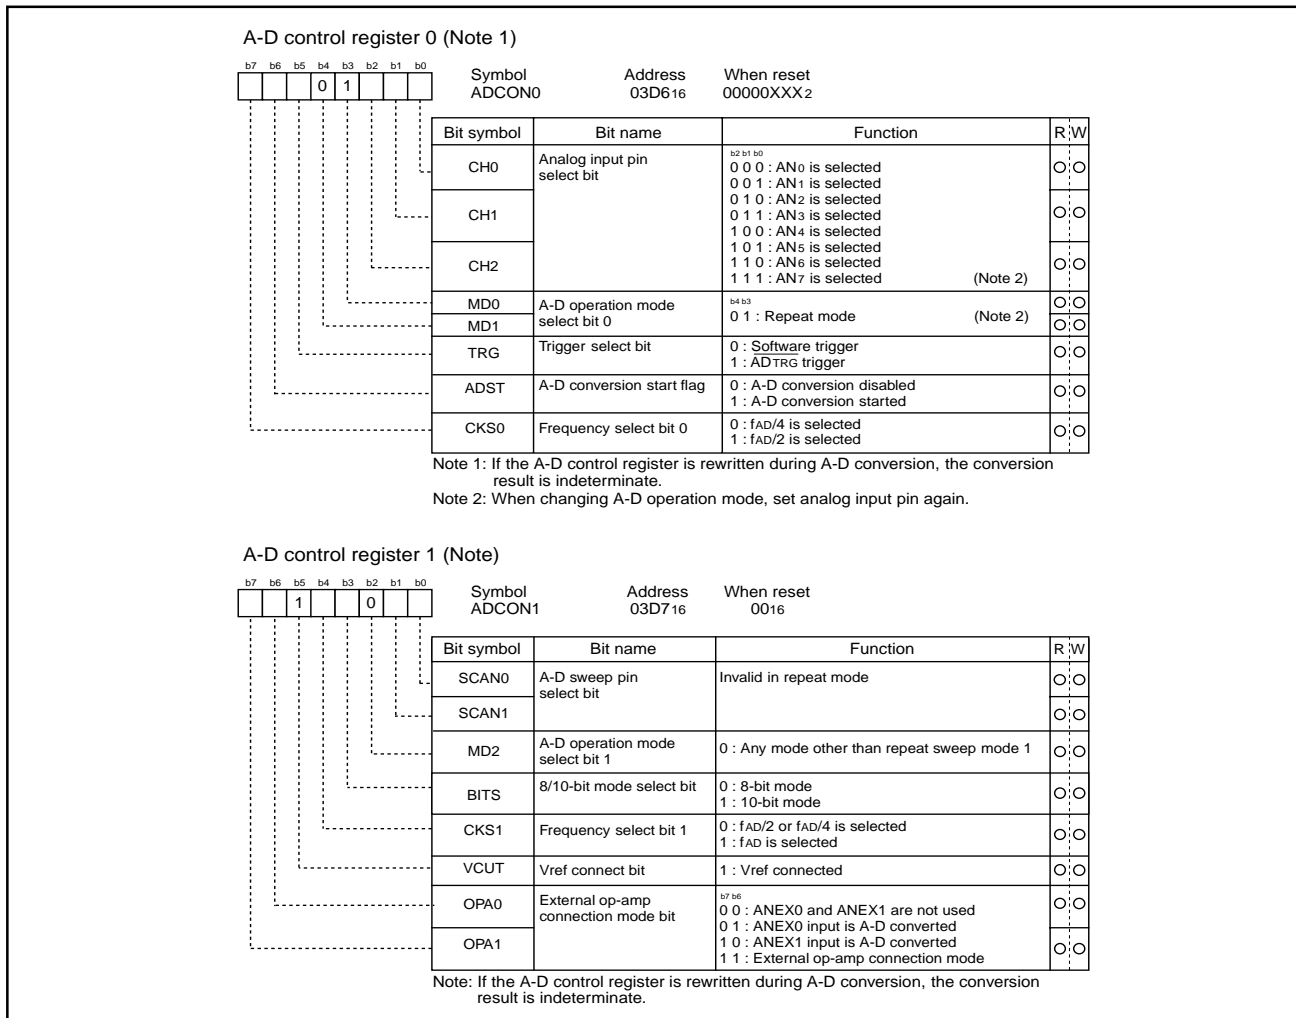 A-D control register 0 (Note 1)
b7 b6 b5 b4 b3 b2 b1 b0
0 1
Symbol Address When reset
ADCON0 03D616 00000XXX2
Bit symbol Bit name Function R W
CH0 Analog input pin select bit
b2 b1 b0
0 0 0 : AN0 is selected
0 0 1 : AN1 is selected
CH1 0 1 0 : AN2 is selected
0 1 1 : AN3 is selected
1 0 0 : AN4 is selected
1 0 1 : AN5 is selected
CH2 1 1 0 : AN6 is selected
1 1 1 : AN7 is selected (Note 2)
MD0 A-D operation mode select bit 0
b4 b3
MD1 0 1 : Repeat mode (Note 2)
TRG Trigger select bit 0 : Software trigger
1 : ADTRG trigger
ADST A-D conversion start flag 0 : A-D conversion disabled
1 : A-D conversion started
CKS0 Frequency select bit 0 0 : fAD/4 is selected
1 : fAD/2 is selected
Note 1: If the A-D control register is rewritten during A-D conversion, the conversion
result is indeterminate.
Note 2: When changing A-D operation mode, set analog input pin again.
A-D control register 1 (Note)
b7 b6 b5 b4 b3 b2 b1 b0
1 0
Symbol Address When reset
ADCON1 03D716 0016
Bit symbol Bit name Function R W
SCAN0 A-D sweep pin select bit Invalid in repeat mode
SCAN1
MD2 A-D operation mode select bit 1 0 : Any mode other than repeat sweep mode 1
BITS 8/10-bit mode select bit 0 : 8-bit mode
1 : 10-bit mode
CKS1 Frequency select bit 1 0 : fAD/2 or fAD/4 is selected
1 : fAD is selected
VCUT Vref connect bit 1 : Vref connected
OPA0 External op-amp connection mode bit
b7 b6
0 0 : ANEX0 and ANEX1 are not used
0 1 : ANEX0 input is A-D converted
OPA1 1 0 : ANEX1 input is A-D converted
1 1 : External op-amp connection mode
Note: If the A-D control register is rewritten during A-D conversion, the conversion
result is indeterminate.